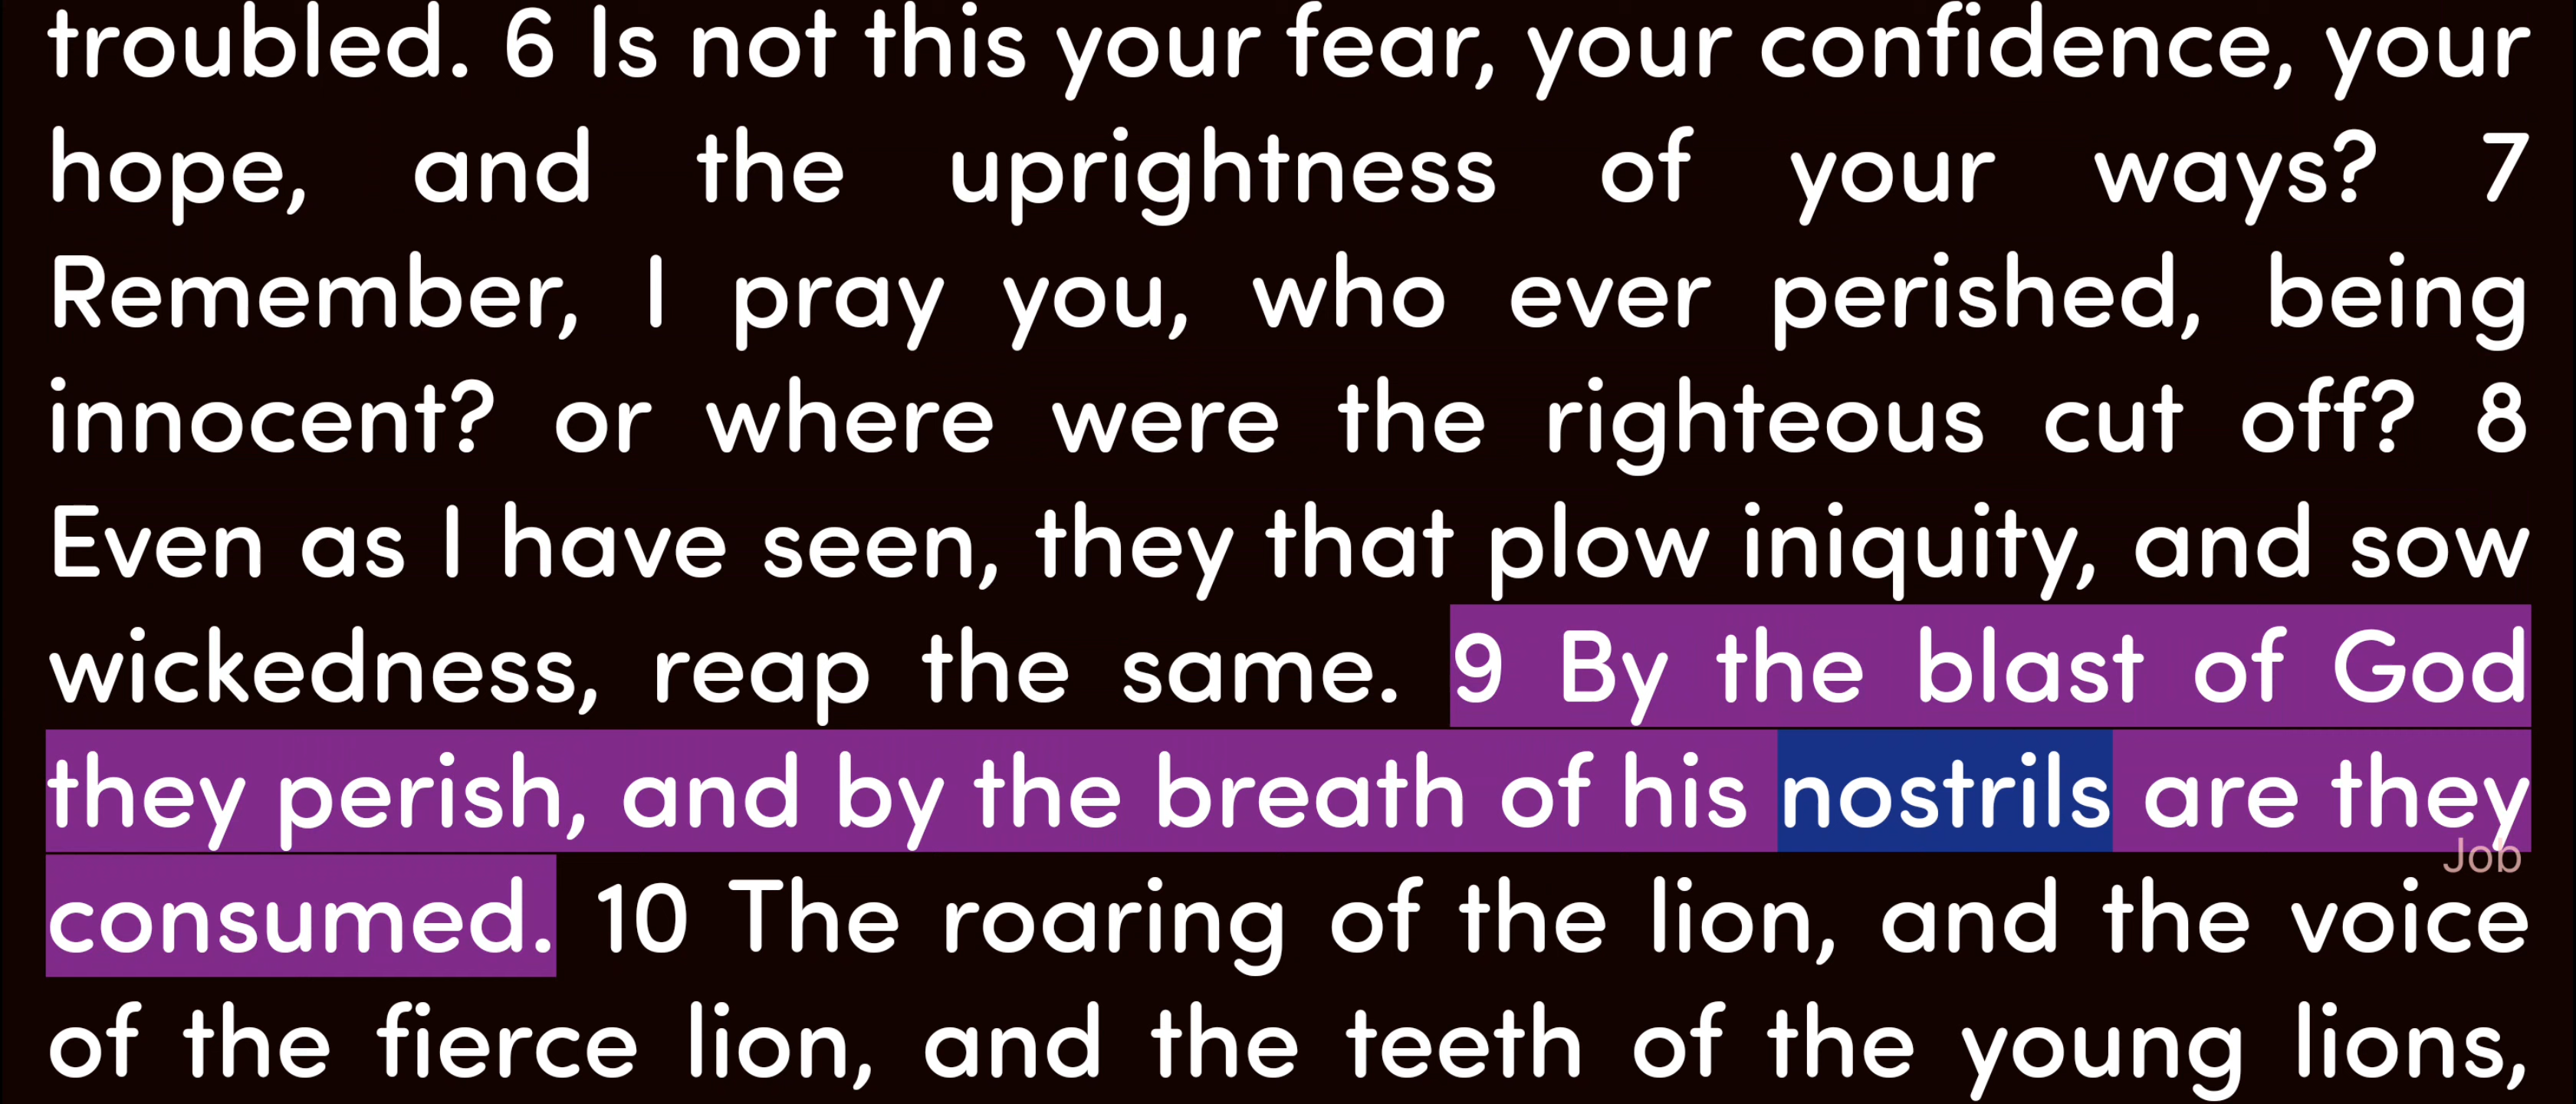 troubled. 6 Is not this your fear, your confidence, your
hope, and the uprightness of your ways? 7
Remember, I pray you, who ever perished, being
innocent? or where were the righteous cut off? 8
Even as I have seen, they that plow iniquity, and sow
wickedness, reap the same. 9 By the blast of God
they perish, and by the breath of his nostrils are they
Job
consumed. 10 The roaring of the lion, and the voice
of the fierce lion, and the teeth of the young lions,